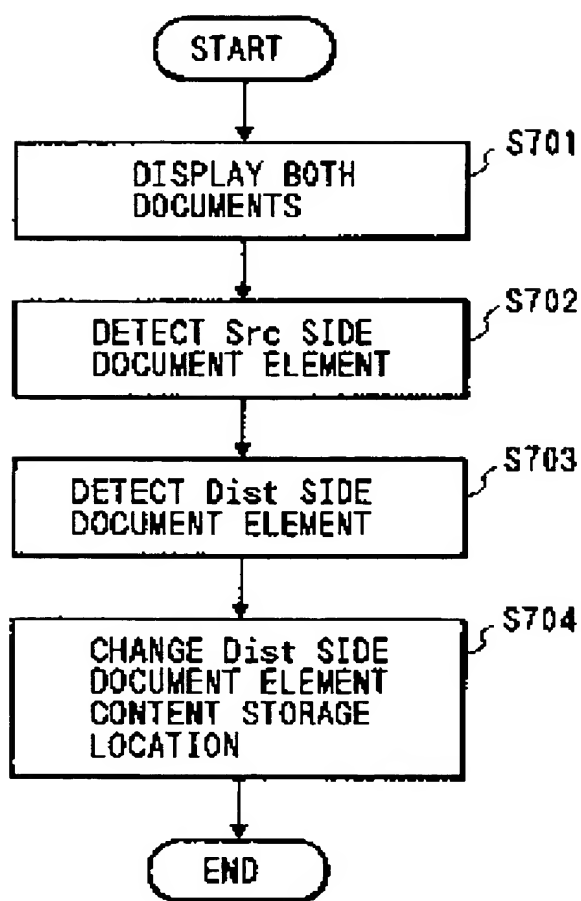 START
S701
DISPLAY BOTH
DOCUMENTS
S702
DETECT Src SIDE
DOCUMENT ELEMENT
S703
DETECT Dist SIDE
DOCUMENT ELEMENT
S704
CHANGE Dist SIDE
DOCUMENT ELEMENT
CONTENT STORAGE
LOCATION
END